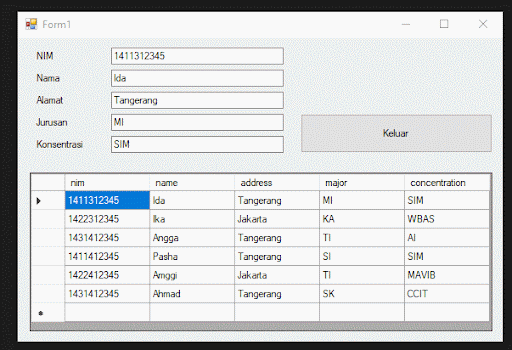 Form1
NIM 1411312345
Nama Ida
Alamat Tangerang
Jurusan MI
Keluar
Konsentrasi SIM
nim name address major concentration
1411312345 Ida Tangerang MI SIM
1422312345 Ika Jakarta KA WBAS
1431412345 Angga Tangerang TI AI
1411412345 Pasha Tangerang SI SIM
1422412345 Amggi Jakarta TI MAVIB
1431412345 Ahmad Tangerang SK CCIT